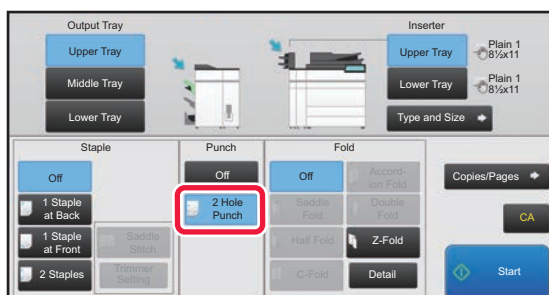 Output Tray
Inserter
Upper Tray
Middle Tray
Lower Tray
Upper Tray
Plain 1
8½x11
Lower Tray
Plain 1
8½x11
Type and Size
Staple
Punch
Fold
Off
1 Staple
at Back
1 Staple
at Front
2 Staples
Saddle
Stitch
Trimmer
Setting
Off
2 Hole
Punch
Off
Accord-
ion Fold
Saddle
Fold
Double
Fold
Half Fold
Z-Fold
C-Fold
Detail
Copies/Pages
CA
Start